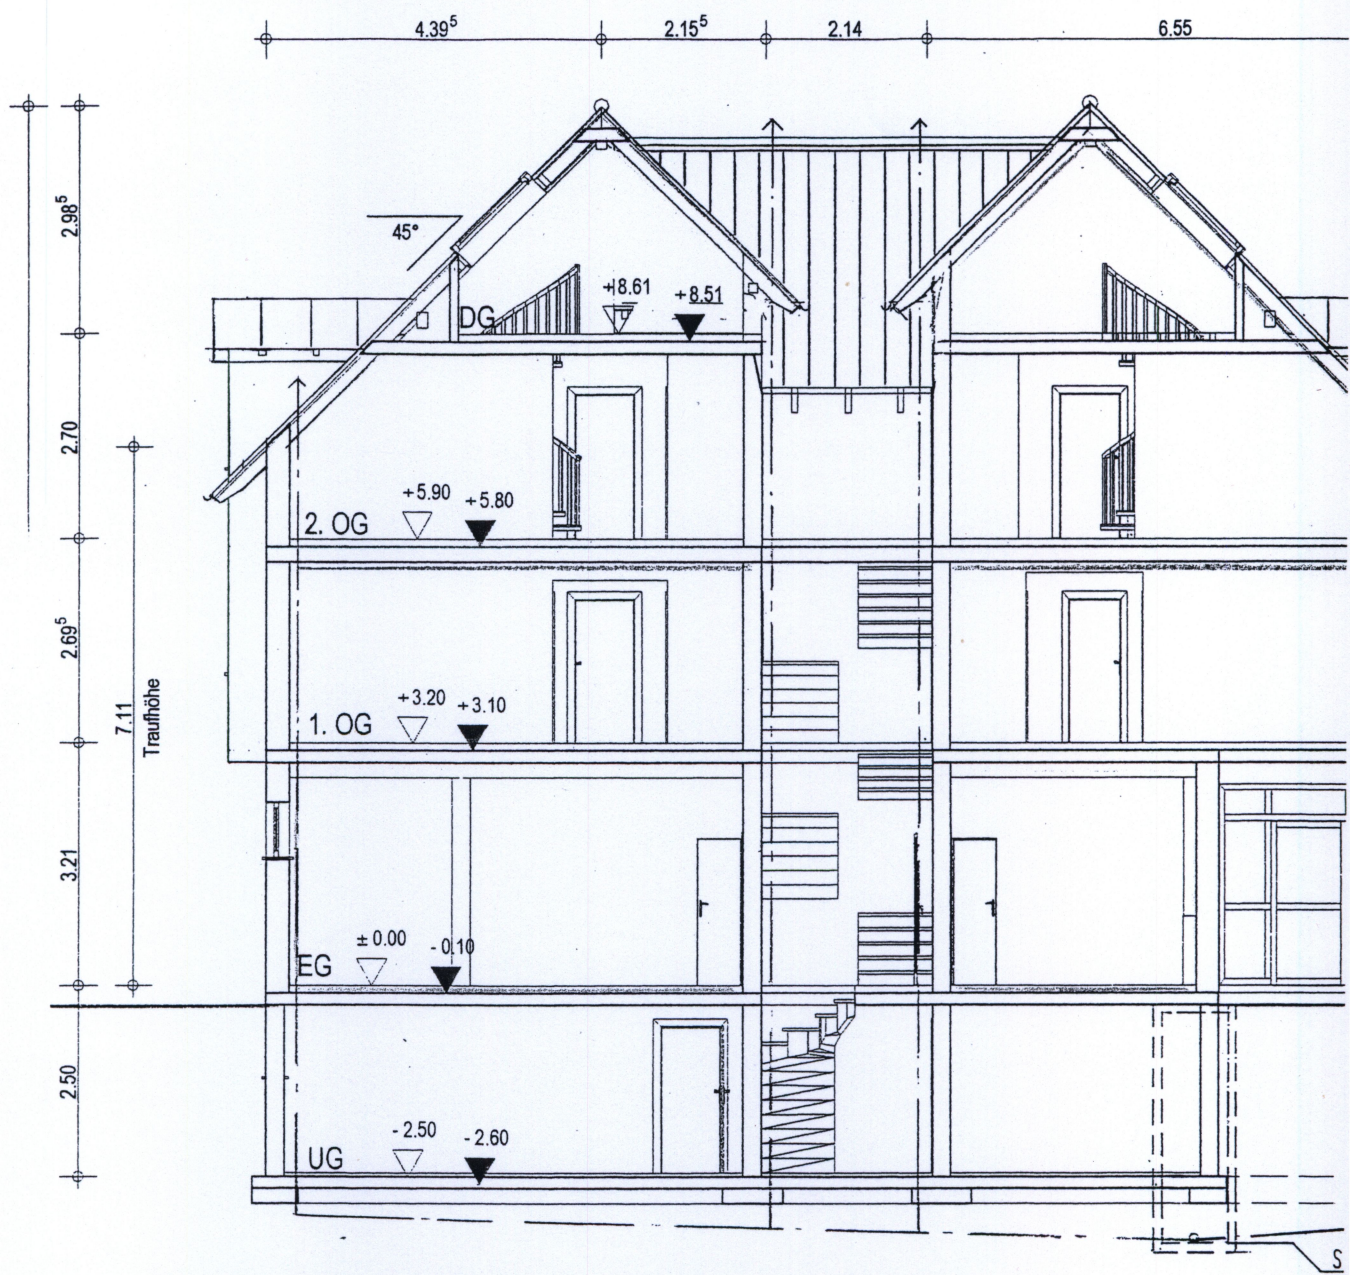 4.39⁵ 2.15⁵ 2.14 6.55
2.98⁵
45°
+8.61
+8.51
DG
2.70
+5.90
+5.80
2. OG
2.69⁵
+3.20
+3.10
1. OG
7.11
Traufhöhe
3.21
± 0.00
- 0.10
EG
2.50
- 2.50
- 2.60
UG
S